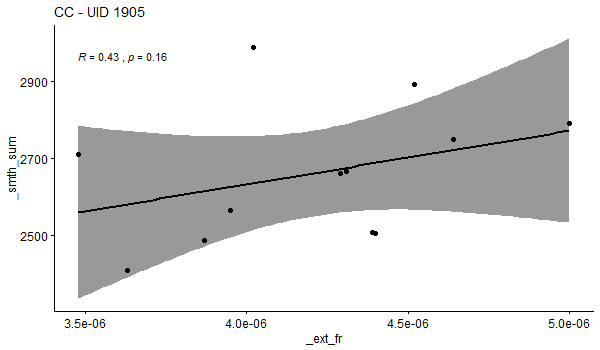 CC - UID 1905
R = 0.43 , p = 0.16
2900
2700
2500
_smth_sum
3.5e-06 4.0e-06 4.5e-06 5.0e-06
_ext_fr